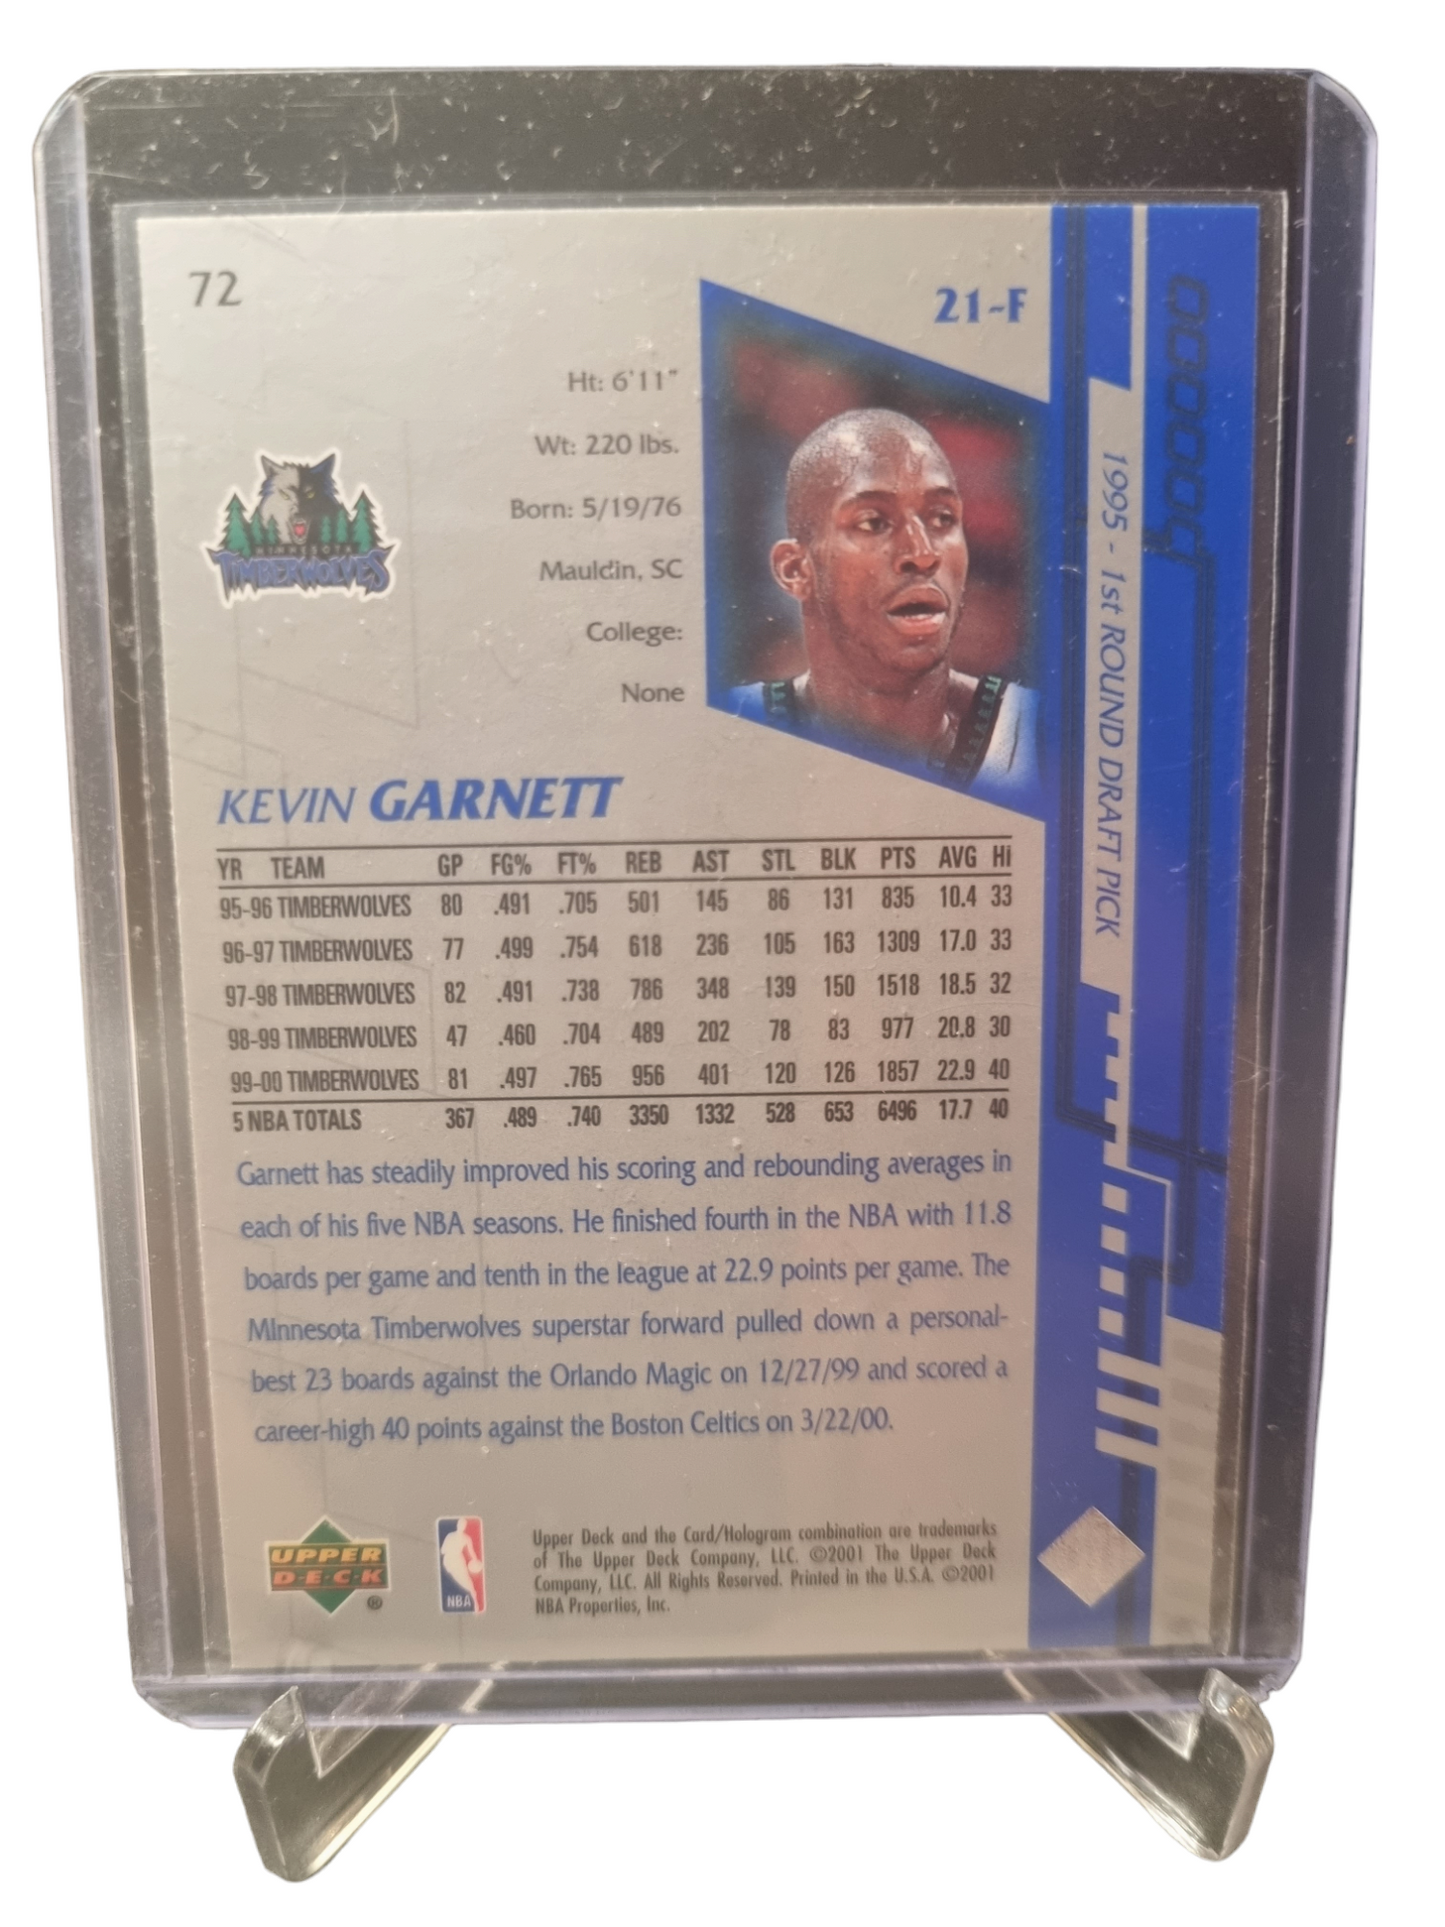 72
21-F
Ht: 6'11"
Wt: 220 lbs.
Born: 5/19/76
Mauldin, SC
College:
None
MINNESOTA
TIMBERWOLVES
1995 - 1st ROUND DRAFT PICK
KEVIN GARNETT
YR TEAM GP FG% FT% REB AST STL BLK PTS AVG Hi
95-96 TIMBERWOLVES 80 .491 .705 501 145 86 131 835 10.4 33
96-97 TIMBERWOLVES 77 .499 .754 618 236 105 163 1309 17.0 33
97-98 TIMBERWOLVES 82 .491 .738 786 348 139 150 1518 18.5 32
98-99 TIMBERWOLVES 47 .460 .704 489 202 78 83 977 20.8 30
99-00 TIMBERWOLVES 81 .497 .765 956 401 120 126 1857 22.9 40
5 NBA TOTALS 367 .489 .740 3350 1332 528 653 6496 17.7 40
Garnett has steadily improved his scoring and rebounding averages in
each of his five NBA seasons. He finished fourth in the NBA with 11.8
boards per game and tenth in the league at 22.9 points per game. The
MInnesota Timberwolves superstar forward pulled down a personal-
best 23 boards against the Orlando Magic on 12/27/99 and scored a
career-high 40 points against the Boston Celtics on 3/22/00.
UPPER
D·E·C·K
®
NBA
Upper Deck and the Card/Hologram combination are trademarks
of The Upper Deck Company, LLC. ©2001 The Upper Deck
Company, LLC. All Rights Reserved. Printed in the U.S.A. ©2001
NBA Properties, Inc.